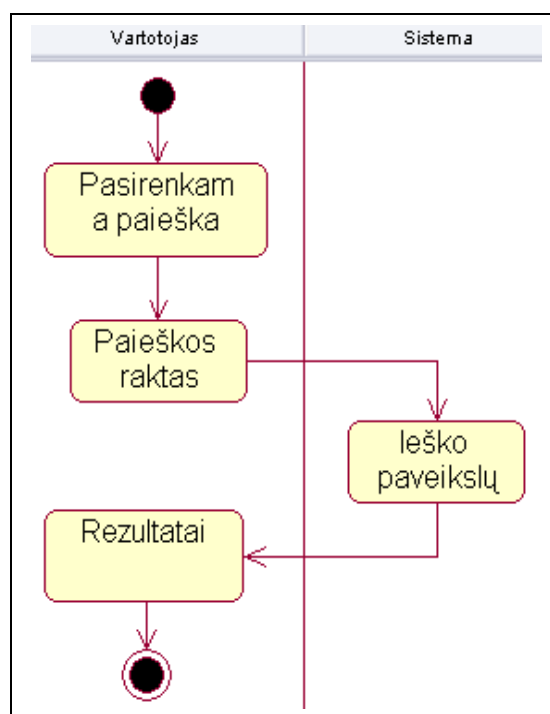 Vartotojas
Sistema
Pasirenkam
a paieška
Paieškos
raktas
Ieško
paveikslų
Rezultatai